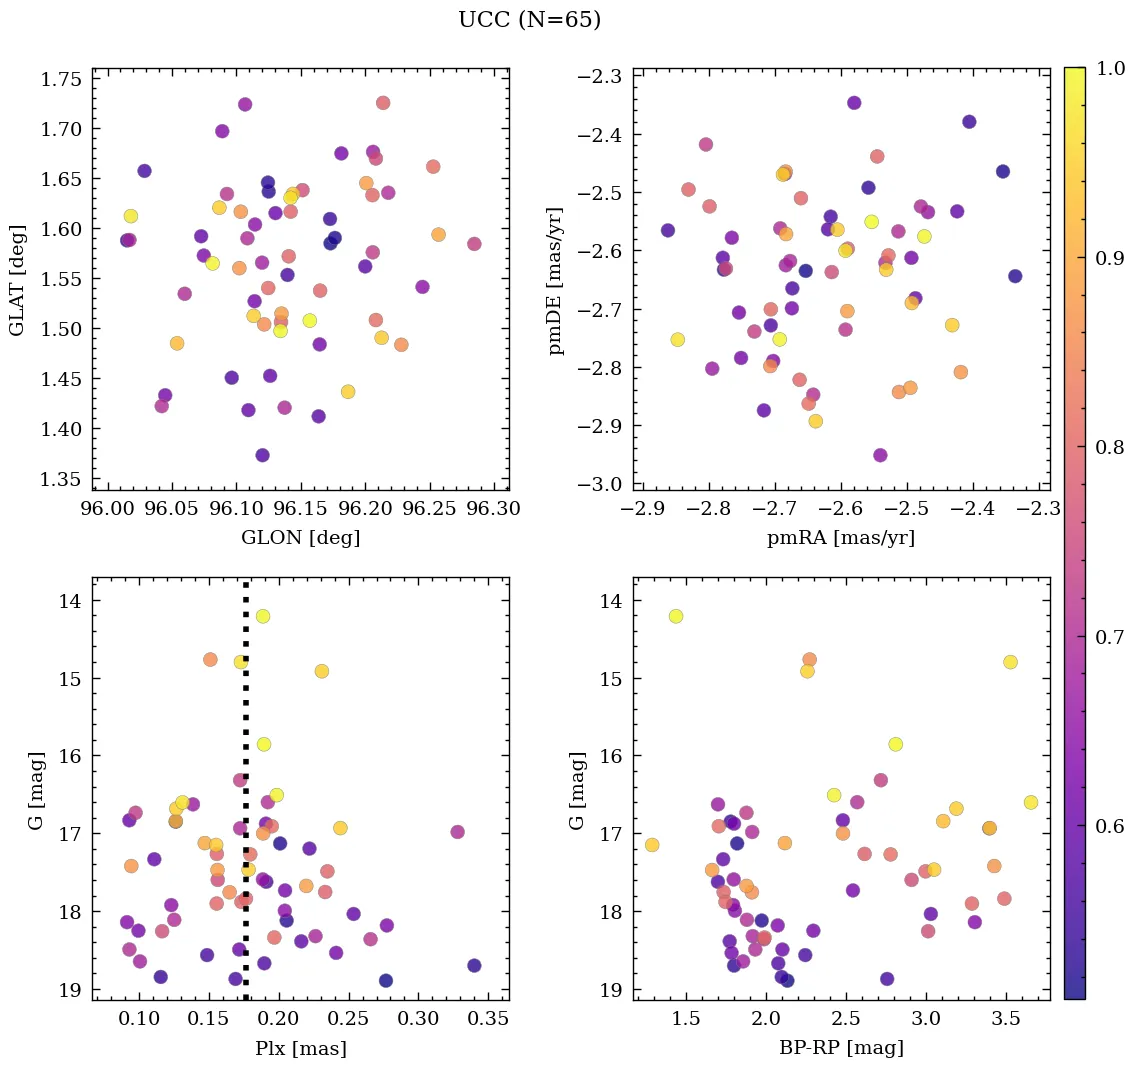 UCC (N=65)
1.75
1.70
1.65
1.60
1.55
1.50
1.45
1.40
1.35
GLAT [deg]
96.00 96.05 96.10 96.15 96.20 96.25 96.30
GLON [deg]
−2.3
−2.4
−2.5
−2.6
−2.7
−2.8
−2.9
−3.0
pmDE [mas/yr]
−2.9 −2.8 −2.7 −2.6 −2.5 −2.4 −2.3
pmRA [mas/yr]
1.0
0.9
0.8
0.7
0.6
14
15
16
17
18
19
G [mag]
0.10 0.15 0.20 0.25 0.30 0.35
Plx [mas]
14
15
16
17
18
19
G [mag]
1.5 2.0 2.5 3.0 3.5
BP-RP [mag]